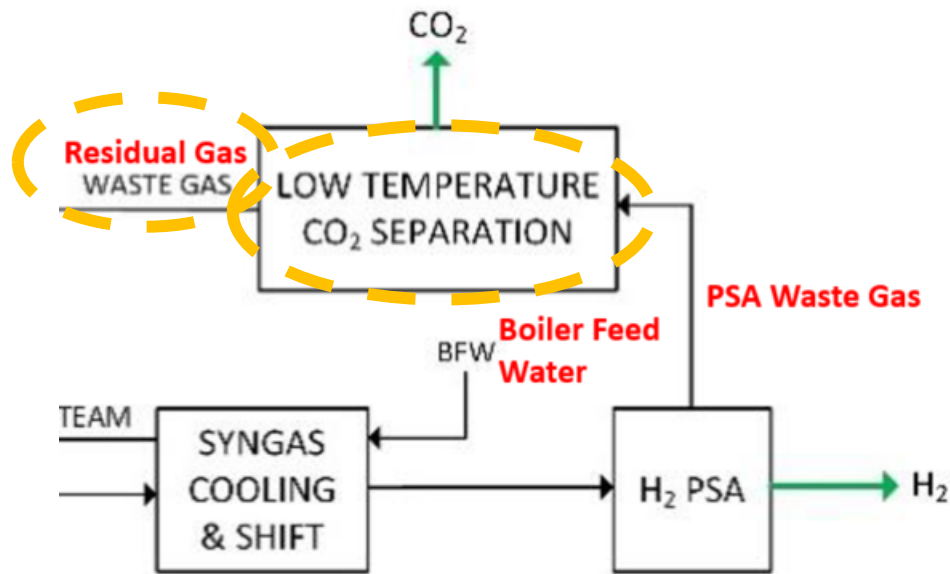 CO₂
Residual Gas
WASTE GAS
LOW TEMPERATURE
CO₂ SEPARATION
PSA Waste Gas
BFW
Boiler Feed
Water
TEAM
SYNGAS
COOLING
& SHIFT
H₂ PSA
H₂